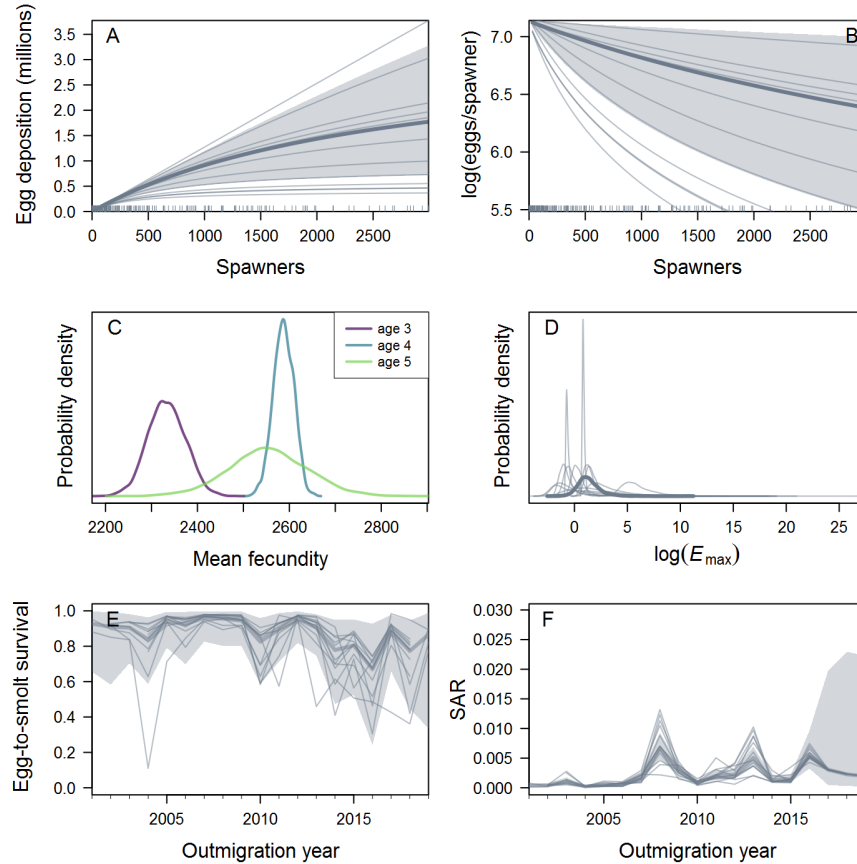 A
Egg deposition (millions)
3.5
3.0
2.5
2.0
1.5
1.0
0.5
0.0
0 500 1000 1500 2000 2500
Spawners
B
log(eggs/spawner)
7.0
6.5
6.0
5.5
0 500 1000 1500 2000 2500
Spawners
C
Probability density
age 3
age 4
age 5
2200 2400 2600 2800
Mean fecundity
D
Probability density
0 5 10 15 20 25
log(Emax)
E
Egg-to-smolt survival
1.0
0.8
0.6
0.4
0.2
0.0
2005 2010 2015
Outmigration year
F
SAR
0.030
0.025
0.020
0.015
0.010
0.005
0.000
2005 2010 2015
Outmigration year